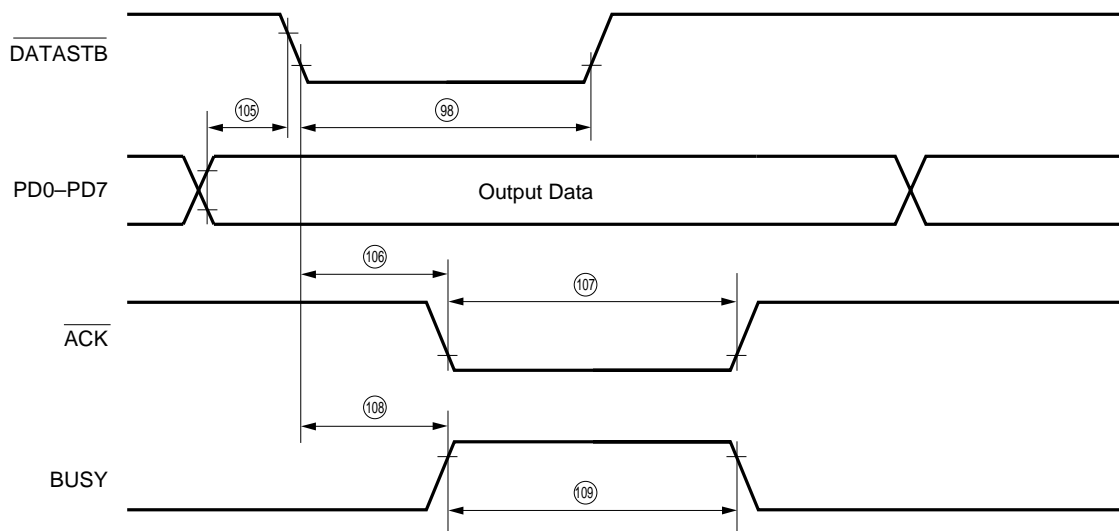 DATASTB
105
98
PD0–PD7
Output Data
106
107
ACK
108
BUSY
109